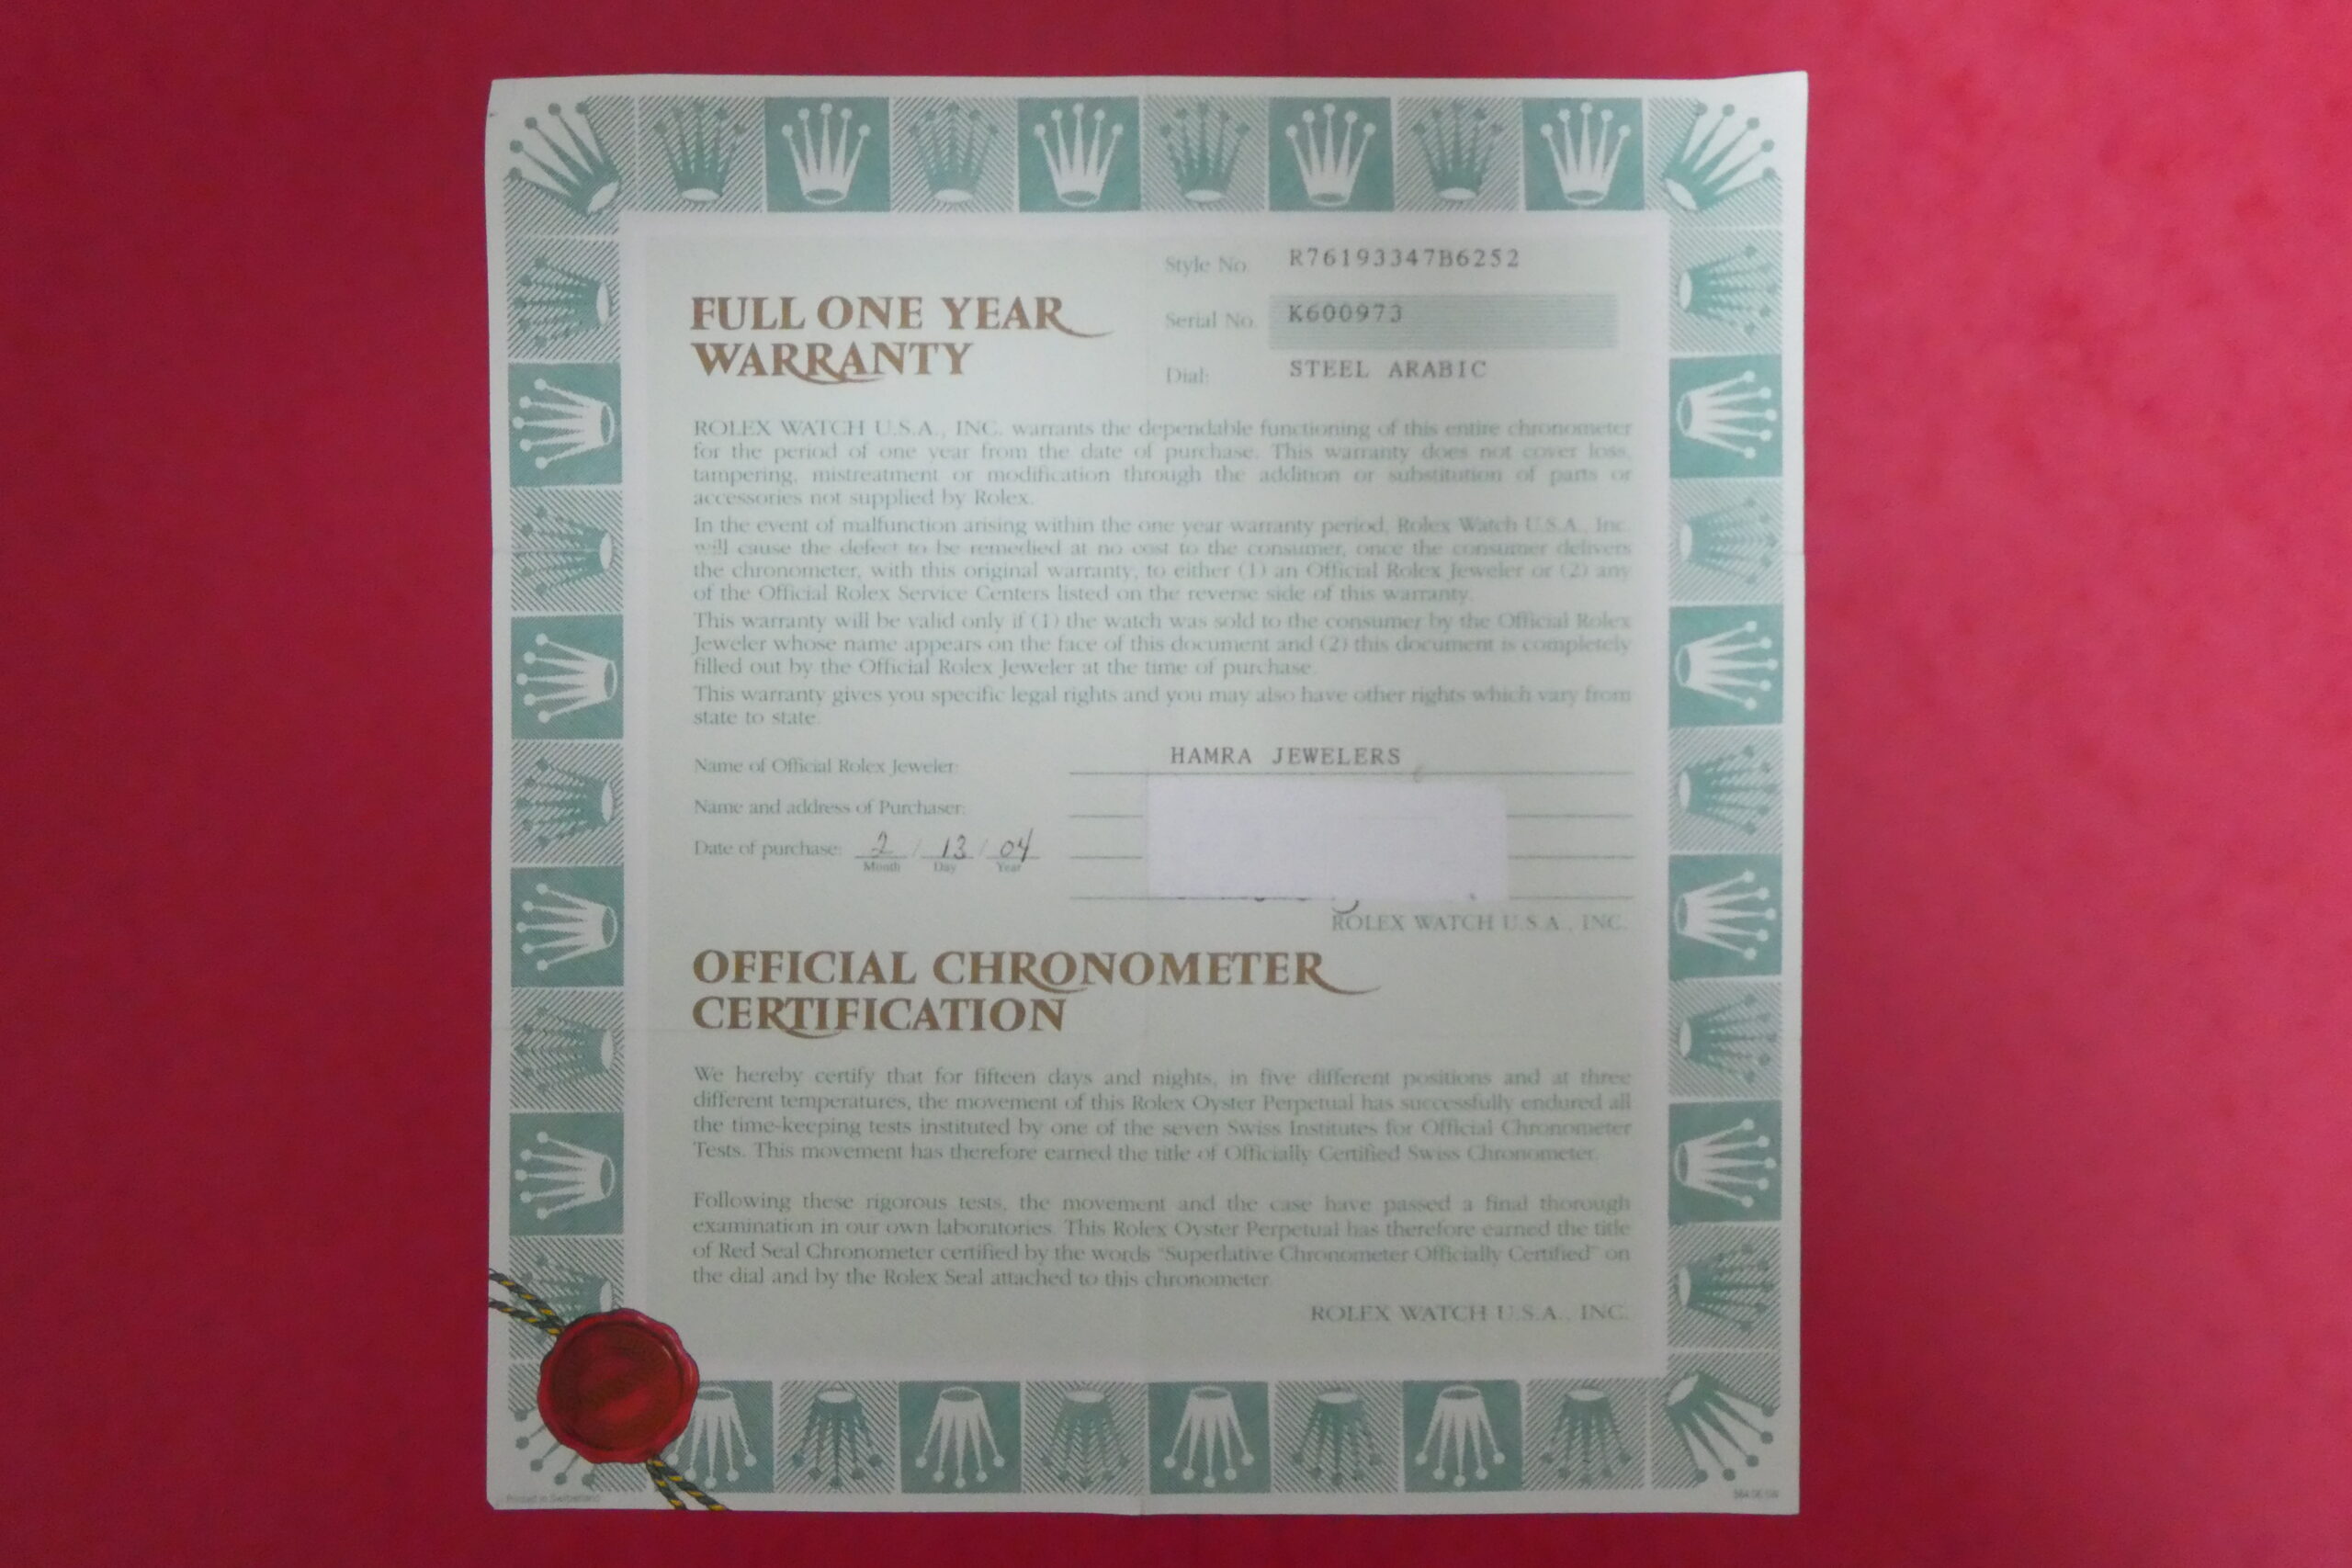 Style No. R76193347B6252
FULL ONE YEAR
WARRANTY
Serial No. K600973
Dial: STEEL ARABIC
ROLEX WATCH U.S.A., INC. warrants the dependable functioning of this entire chronometer
for the period of one year from the date of purchase. This warranty does not cover loss,
tampering, mistreatment or modification through the addition or substitution of parts or
accessories not supplied by Rolex.
In the event of malfunction arising within the one year warranty period, Rolex Watch U.S.A., Inc.
will cause the defect to be remedied at no cost to the consumer, once the consumer delivers
the chronometer, with this original warranty, to either (1) an Official Rolex Jeweler or (2) any
of the Official Rolex Service Centers listed on the reverse side of this warranty.
This warranty will be valid only if (1) the watch was sold to the consumer by the Official Rolex
Jeweler whose name appears on the face of this document and (2) this document is completely
filled out by the Official Rolex Jeweler at the time of purchase.
This warranty gives you specific legal rights and you may also have other rights which vary from
state to state.
Name of Official Rolex Jeweler: HAMRA JEWELERS
Name and address of Purchaser:
Date of purchase: 2 / 13 / 04
Month Day Year
ROLEX WATCH U.S.A., INC.
OFFICIAL CHRONOMETER
CERTIFICATION
We hereby certify that for fifteen days and nights, in five different positions and at three
different temperatures, the movement of this Rolex Oyster Perpetual has successfully endured all
the time-keeping tests instituted by one of the seven Swiss Institutes for Official Chronometer
Tests. This movement has therefore earned the title of Officially Certified Swiss Chronometer.
Following these rigorous tests, the movement and the case have passed a final thorough
examination in our own laboratories. This Rolex Oyster Perpetual has therefore earned the title
of Red Seal Chronometer certified by the words "Superlative Chronometer Officially Certified" on
the dial and by the Rolex Seal attached to this chronometer.
ROLEX WATCH U.S.A., INC.
Printed in Switzerland